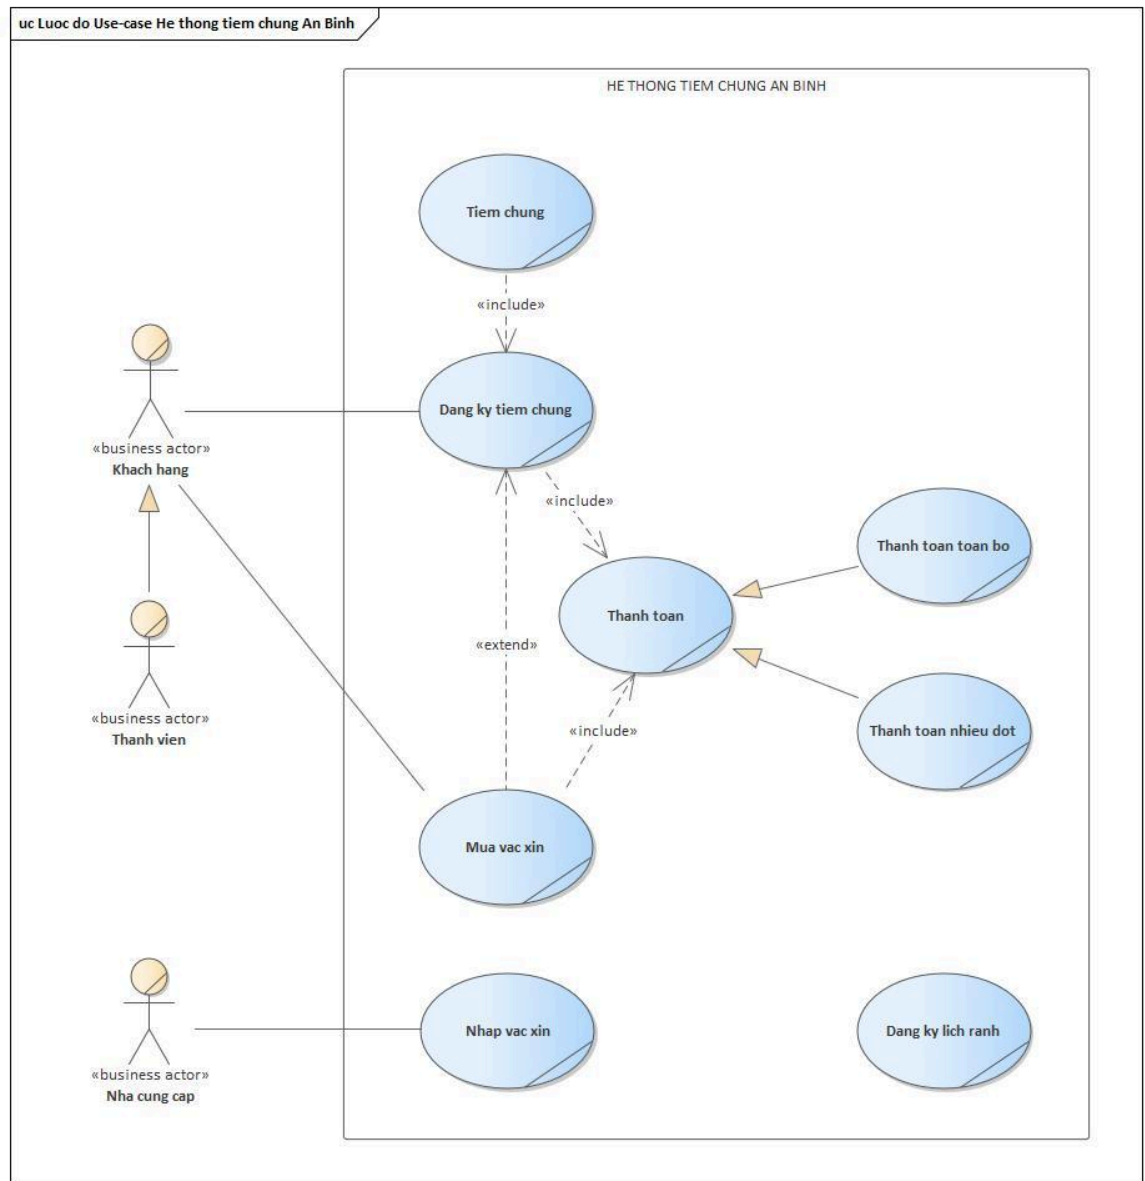 uc Luoc do Use-case He thong tiem chung An Binh
HE THONG TIEM CHUNG AN BINH
Tiem chung
«include»
Dang ky tiem chung
«business actor»
Khach hang
«include»
Thanh toan toan bo
Thanh toan
«extend»
«business actor»
Thanh vien
«include»
Thanh toan nhieu dot
Mua vac xin
Nhap vac xin
Dang ky lich ranh
«business actor»
Nha cung cap